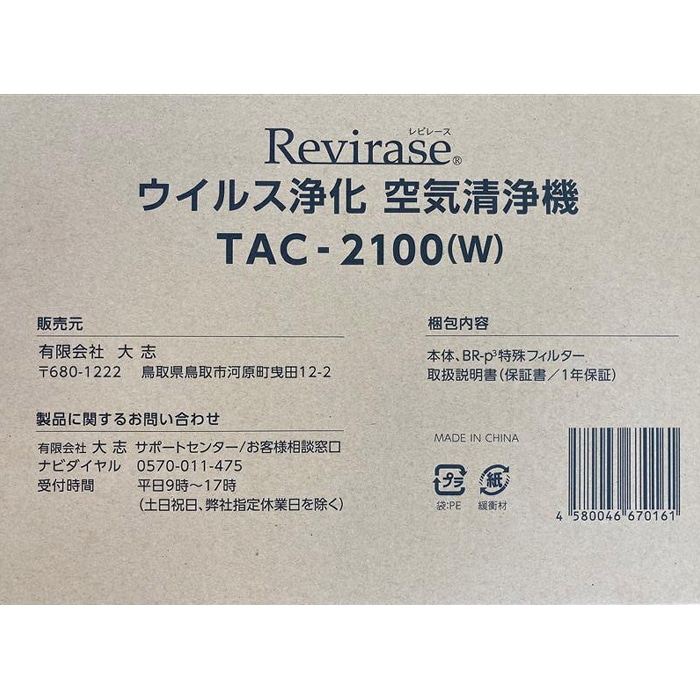 レビレース
Revirase®
ウイルス浄化 空気清浄機
TAC-2100(W)
販売元
有限会社 大志
〒680-1222 鳥取県鳥取市河原町曳田12-2
製品に関するお問い合わせ
有限会社 大志 サポートセンター/お客様相談窓口
ナビダイヤル 0570-011-475
受付時間 平日9時〜17時
(土日祝日、弊社指定休業日を除く)
梱包内容
本体、BR-p³特殊フィルター
取扱説明書(保証書/1年保証)
MADE IN CHINA
プラ 紙
袋:PE 緩衝材
4 580046 670161